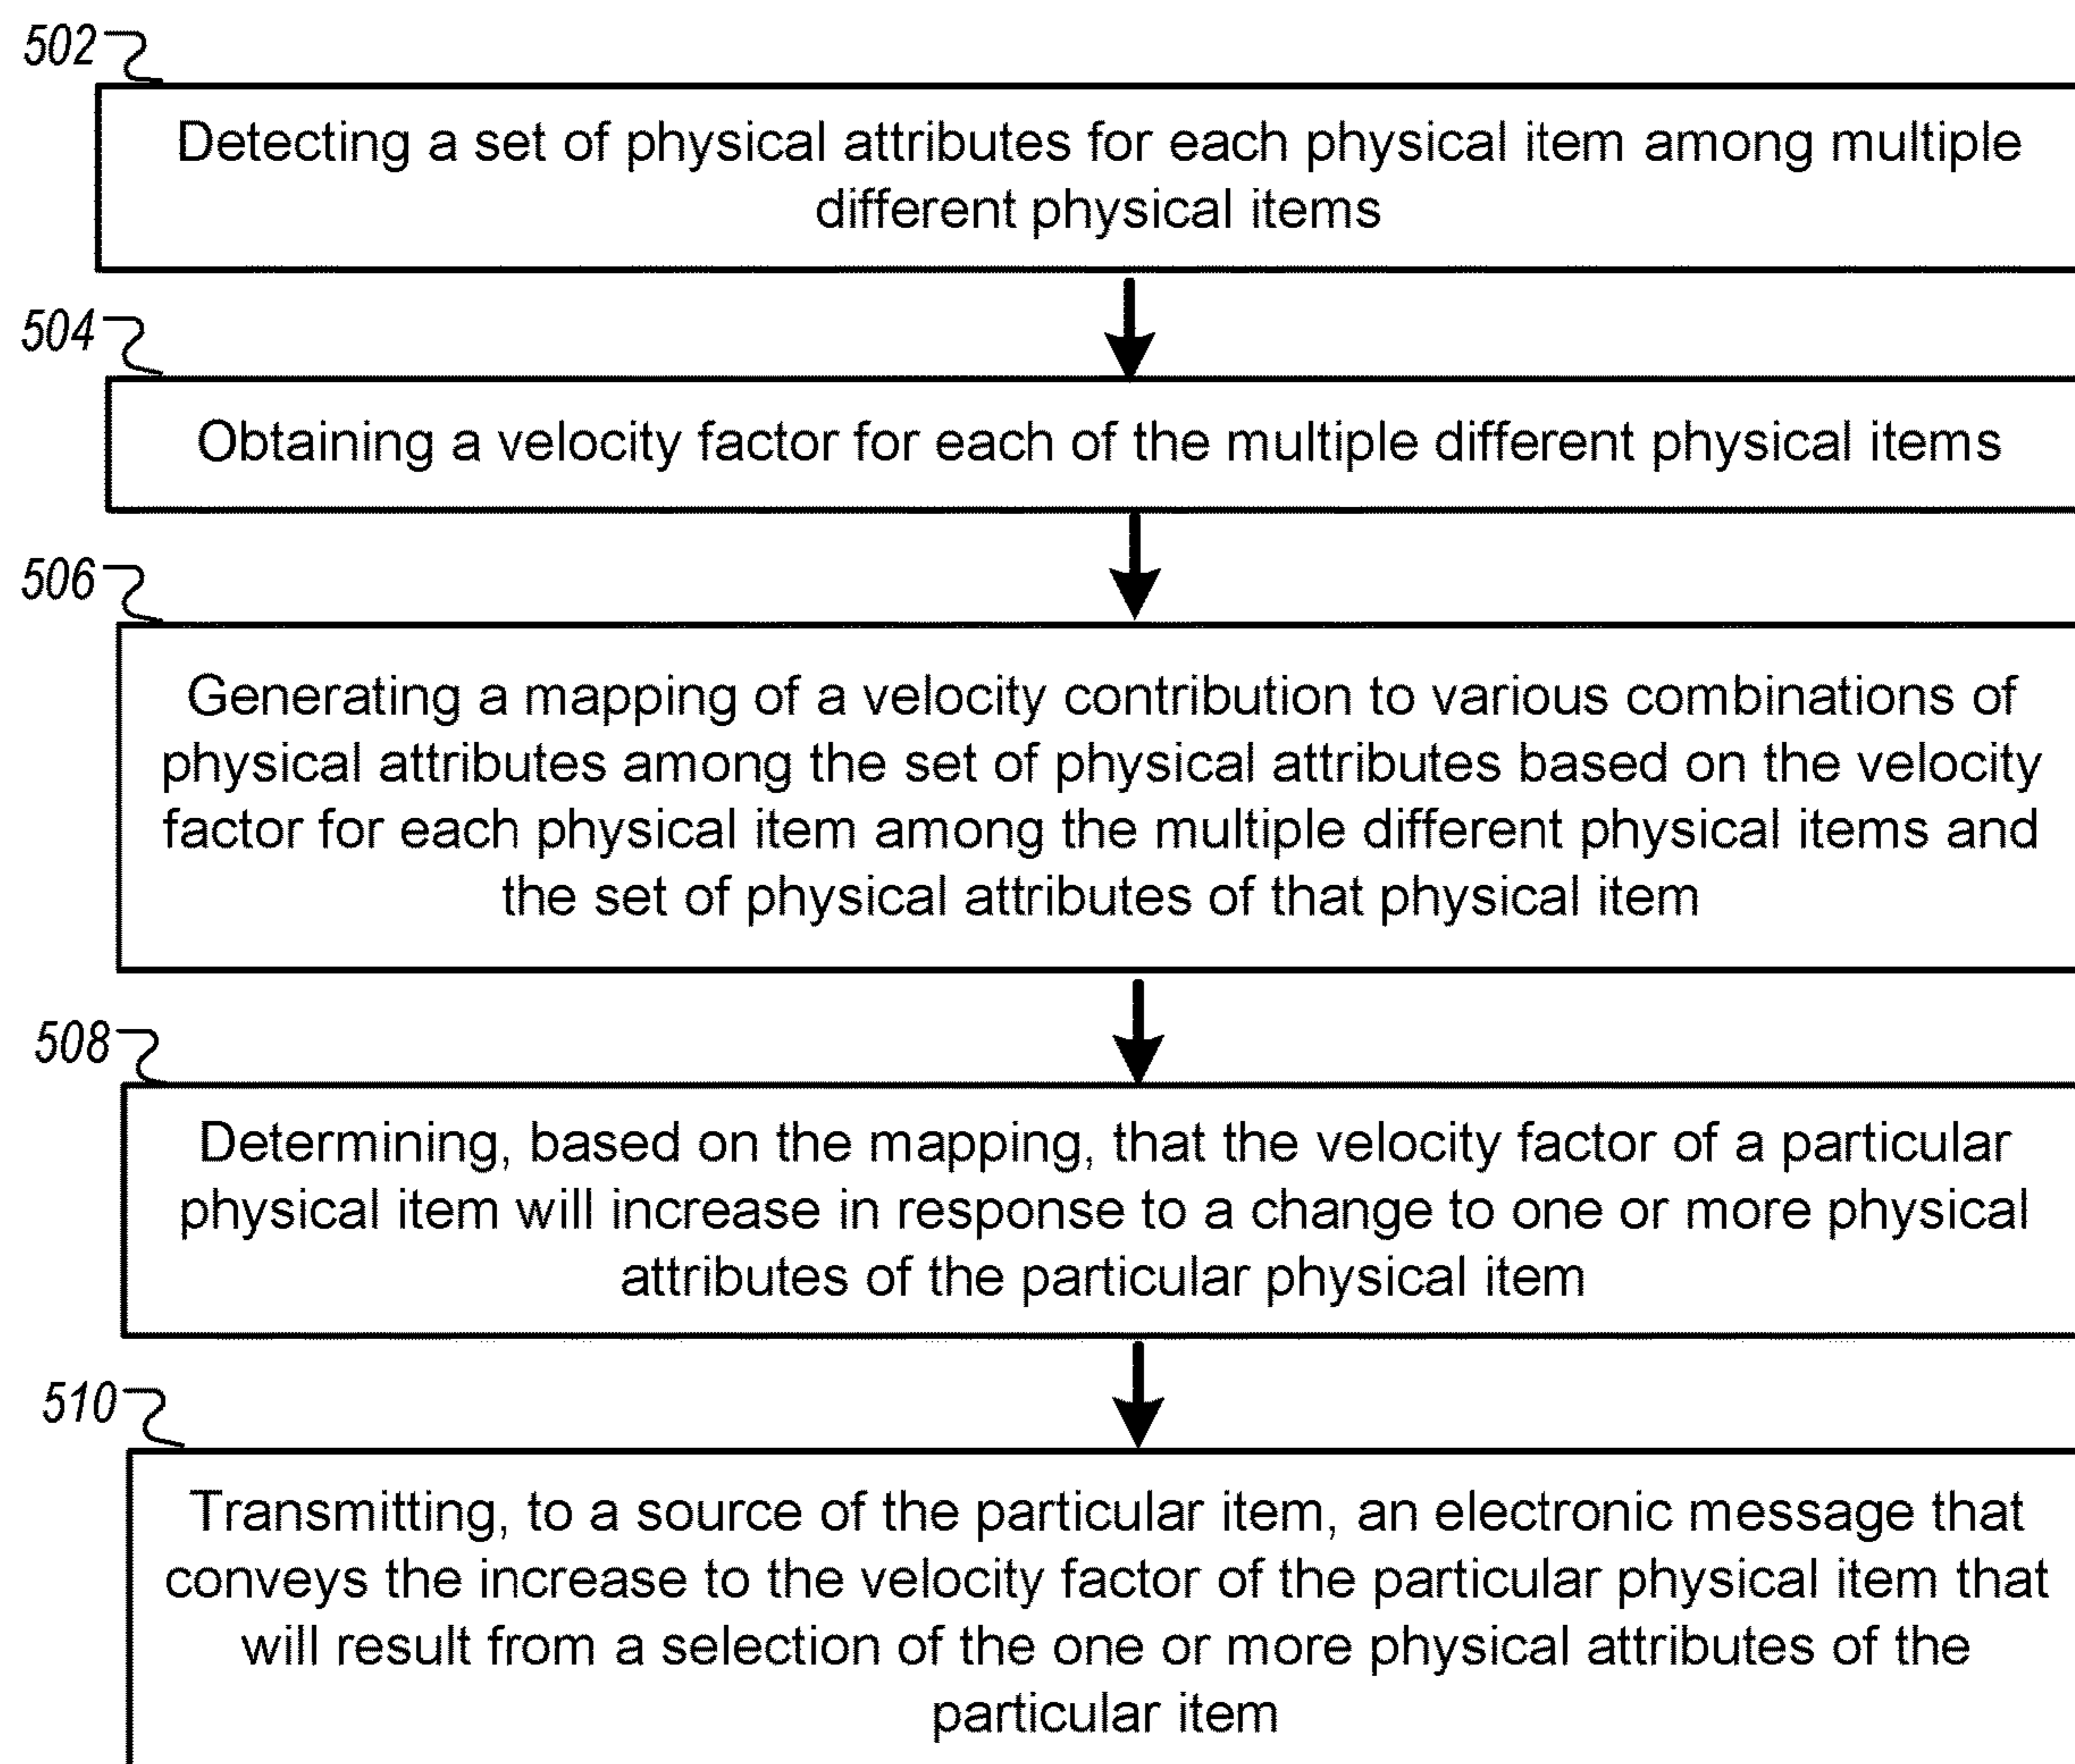 502
Detecting a set of physical attributes for each physical item among multiple
different physical items
504
Obtaining a velocity factor for each of the multiple different physical items
506
Generating a mapping of a velocity contribution to various combinations of
physical attributes among the set of physical attributes based on the velocity
factor for each physical item among the multiple different physical items and
the set of physical attributes of that physical item
508
Determining, based on the mapping, that the velocity factor of a particular
physical item will increase in response to a change to one or more physical
attributes of the particular physical item
510
Transmitting, to a source of the particular item, an electronic message that
conveys the increase to the velocity factor of the particular physical item that
will result from a selection of the one or more physical attributes of the
particular item